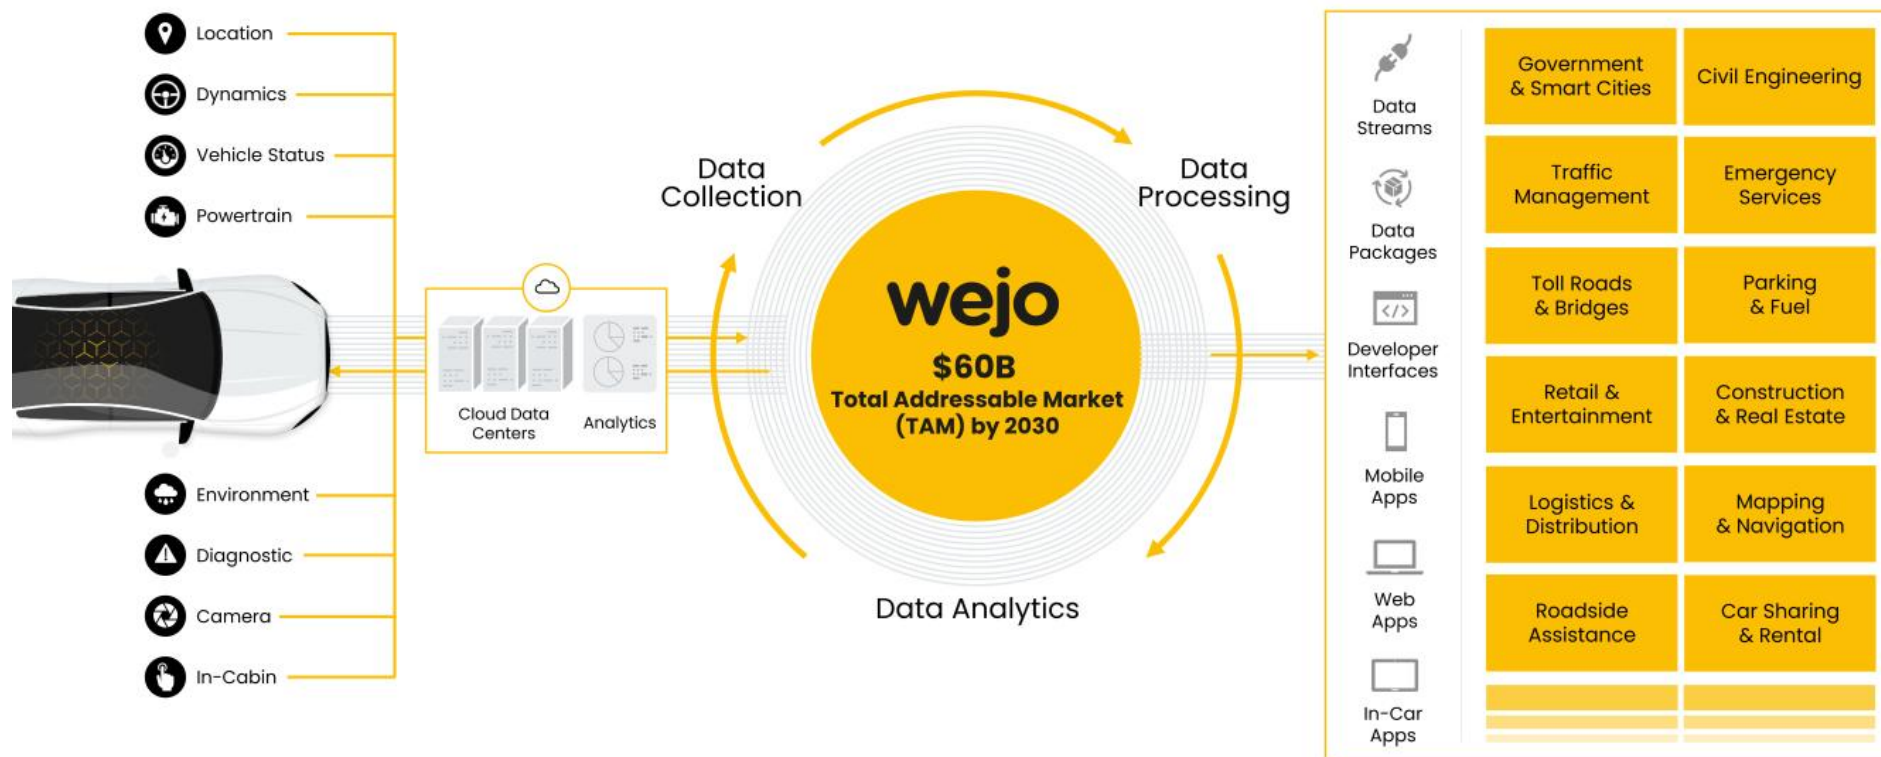 Location
Dynamics
Vehicle Status
Powertrain
Environment
Diagnostic
Camera
In-Cabin
Cloud Data
Centers
Analytics
Data
Collection
Data
Processing
Data Analytics
wejo
$60B
Total Addressable Market
(TAM) by 2030
Data
Streams
Data
Packages
Developer
Interfaces
Mobile
Apps
Web
Apps
In-Car
Apps
Government
& Smart Cities
Civil Engineering
Traffic
Management
Emergency
Services
Toll Roads
& Bridges
Parking
& Fuel
Retail &
Entertainment
Construction
& Real Estate
Logistics &
Distribution
Mapping
& Navigation
Roadside
Assistance
Car Sharing
& Rental